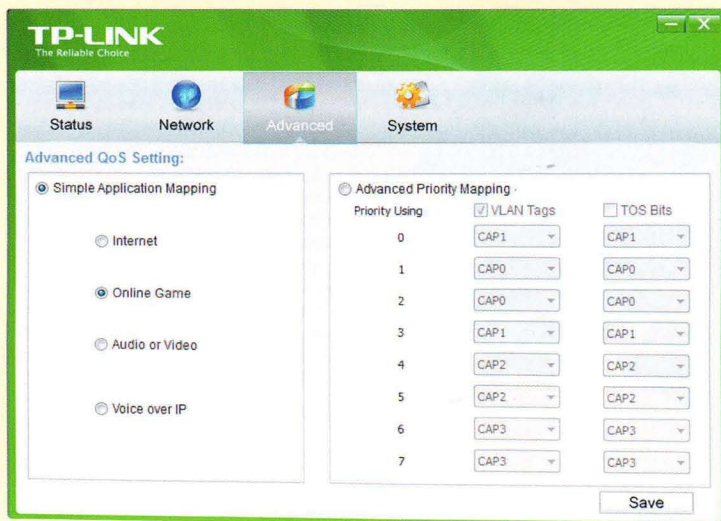 TP-LINK
The Reliable Choice
Status
Network
Advanced
System
Advanced QoS Setting:
Simple Application Mapping
Internet
Online Game
Audio or Video
Voice over IP
Advanced Priority Mapping
Priority Using VLAN Tags TOS Bits
0 CAP1 CAP1
1 CAP0 CAP0
2 CAP0 CAP0
3 CAP1 CAP1
4 CAP2 CAP2
5 CAP2 CAP2
6 CAP3 CAP3
7 CAP3 CAP3
Save